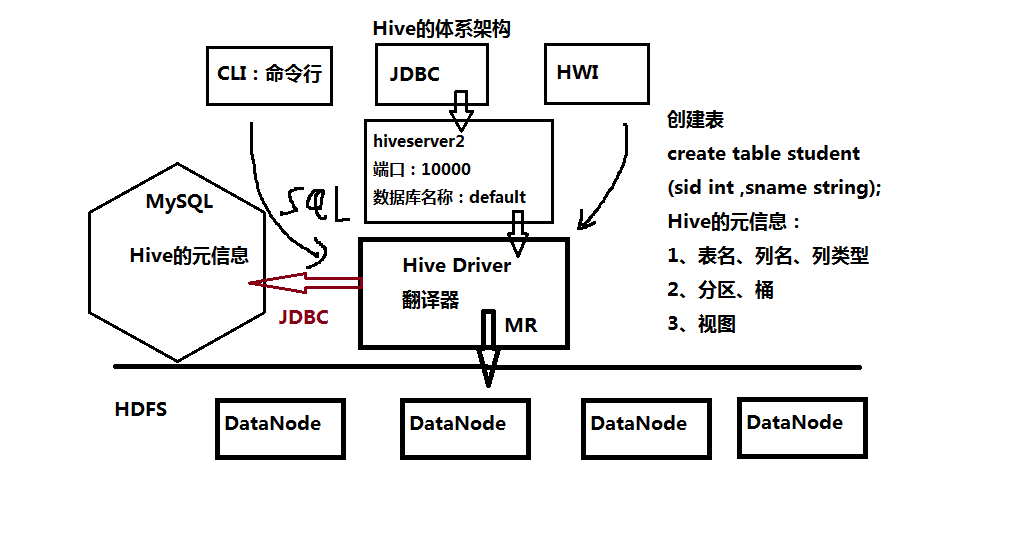 Hive的体系架构
CLI：命令行
JDBC
HWI
hiveserver2
端口：10000
数据库名称：default
创建表
create table student
(sid int ,sname string);
Hive的元信息：
1、表名、列名、列类型
2、分区、桶
3、视图
SQL
MySQL
Hive的元信息
JDBC
Hive Driver
翻译器
MR
HDFS
DataNode
DataNode
DataNode
DataNode